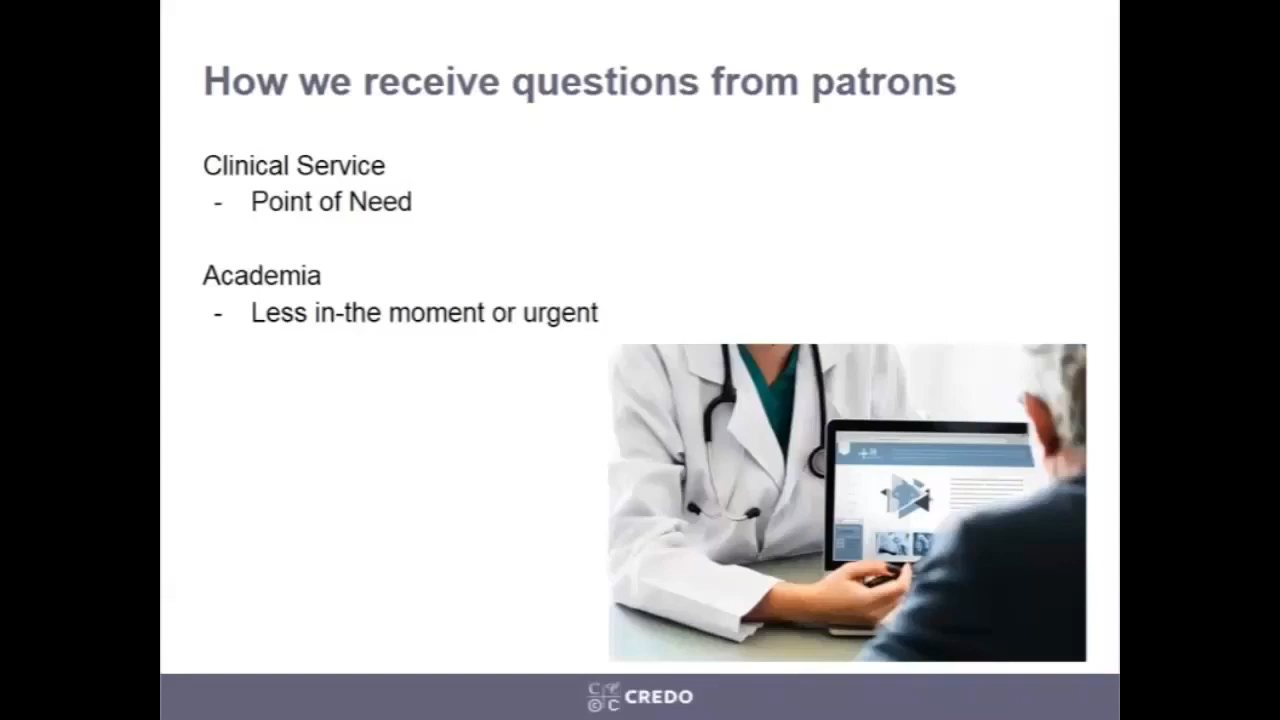 How we receive questions from patrons
Clinical Service
- Point of Need
Academia
- Less in-the moment or urgent
CREDO